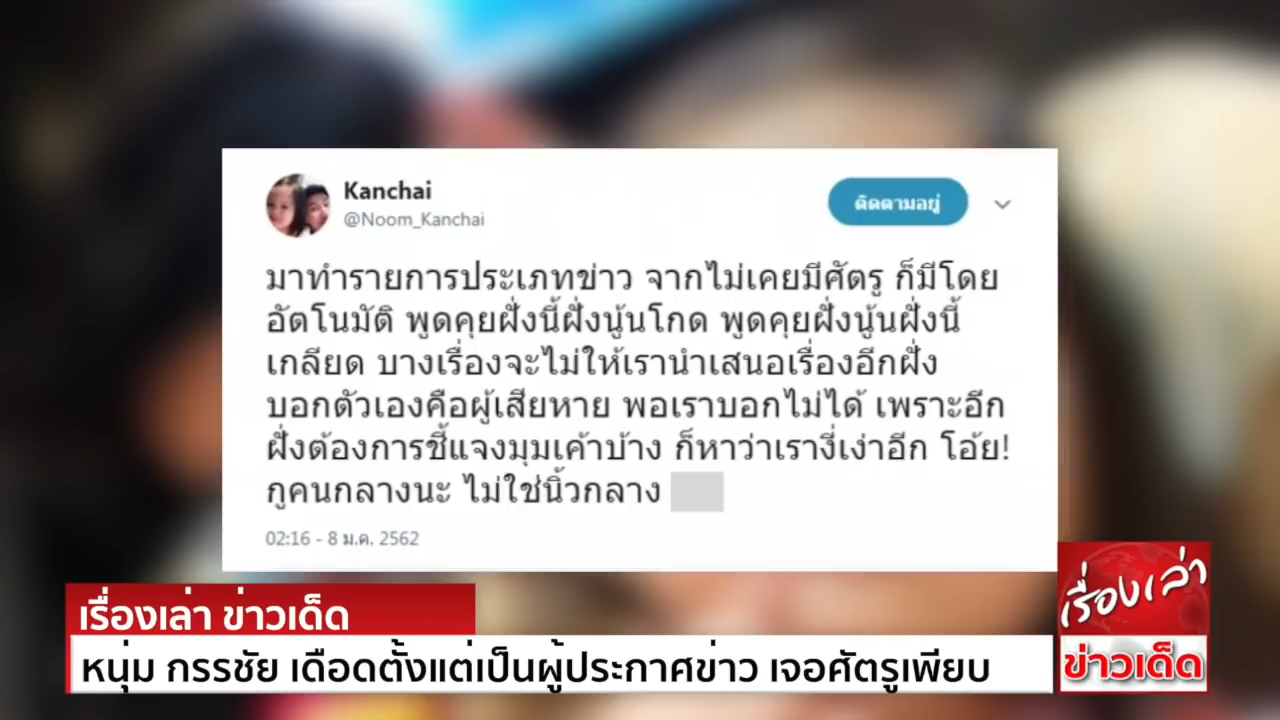 Kanchai
@Noom_Kanchai
ติดตามอยู่
มาทำรายการประเภทข่าว จากไม่เคยมีศัตรู ก็มีโดย
อัตโนมัติ พูดคุยฝั่งนี้ฝั่งนู้นโกด พูดคุยฝั่งนู้นฝั่งนี้
เกลียด บางเรื่องจะไม่ให้เรานำเสนอเรื่องอีกฝั่ง
บอกตัวเองคือผู้เสียหาย พอเราบอกไม่ได้ เพราะอีก
ฝั่งต้องการชี้แจงมุมเค้าบ้าง ก็หาว่าเรางี่เง่าอีก โอ้ย!
กูคนกลางนะ ไม่ใช่นิ้วกลาง
02:16 - 8 ม.ค. 2562
เรื่องเล่า ข่าวเด็ด
หนุ่ม กรรชัย เดือดตั้งแต่เป็นผู้ประกาศข่าว เจอศัตรูเพียบ
เรื่องเล่า
ข่าวเด็ด